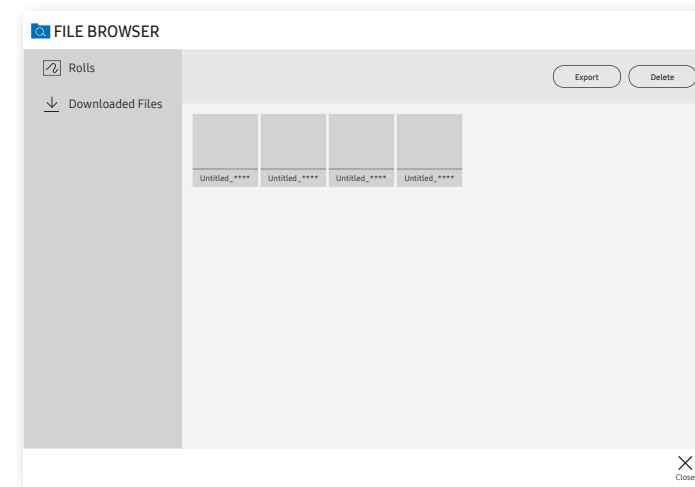 FILE BROWSER
Rolls
Downloaded Files
Export
Delete
Untitled_****
Untitled_****
Untitled_****
Untitled_****
Close